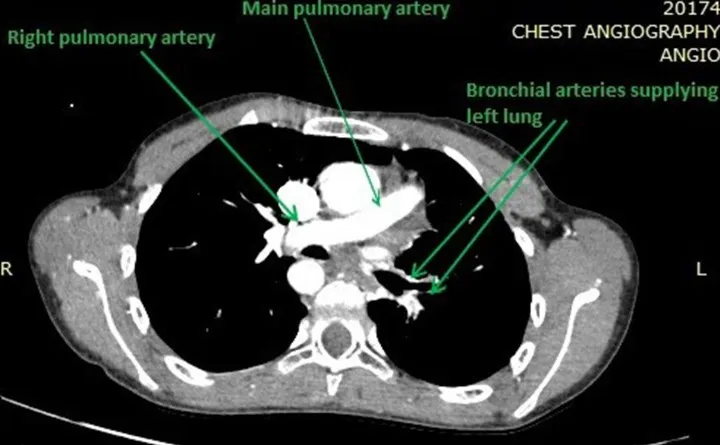 Main pulmonary artery
20174
CHEST ANGIOGRAPHY
ANGIO
Right pulmonary artery
Bronchial arteries supplying
left lung
R
L